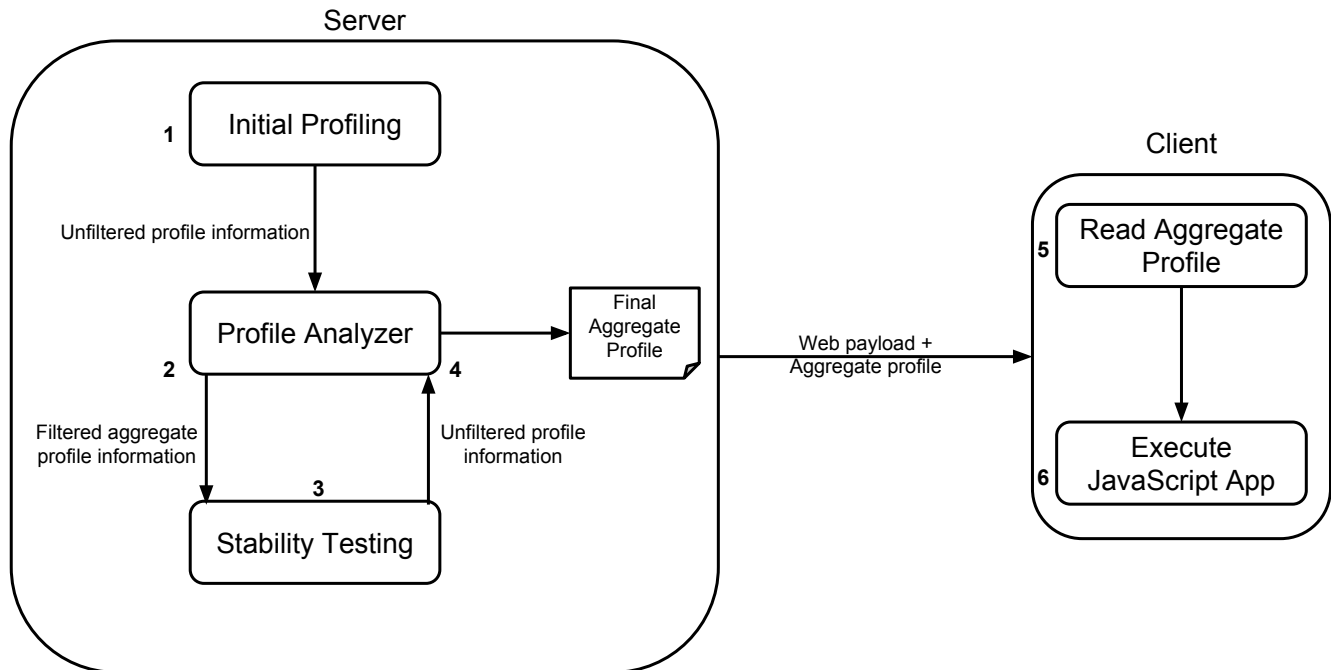 Server
1
Initial Profiling
Unfiltered profile information
Profile Analyzer
2
4
Final
Aggregate
Profile
Filtered aggregate
profile information
Unfiltered profile
information
3
Stability Testing
Web payload +
Aggregate profile
Client
5
Read Aggregate
Profile
6
Execute
JavaScript App